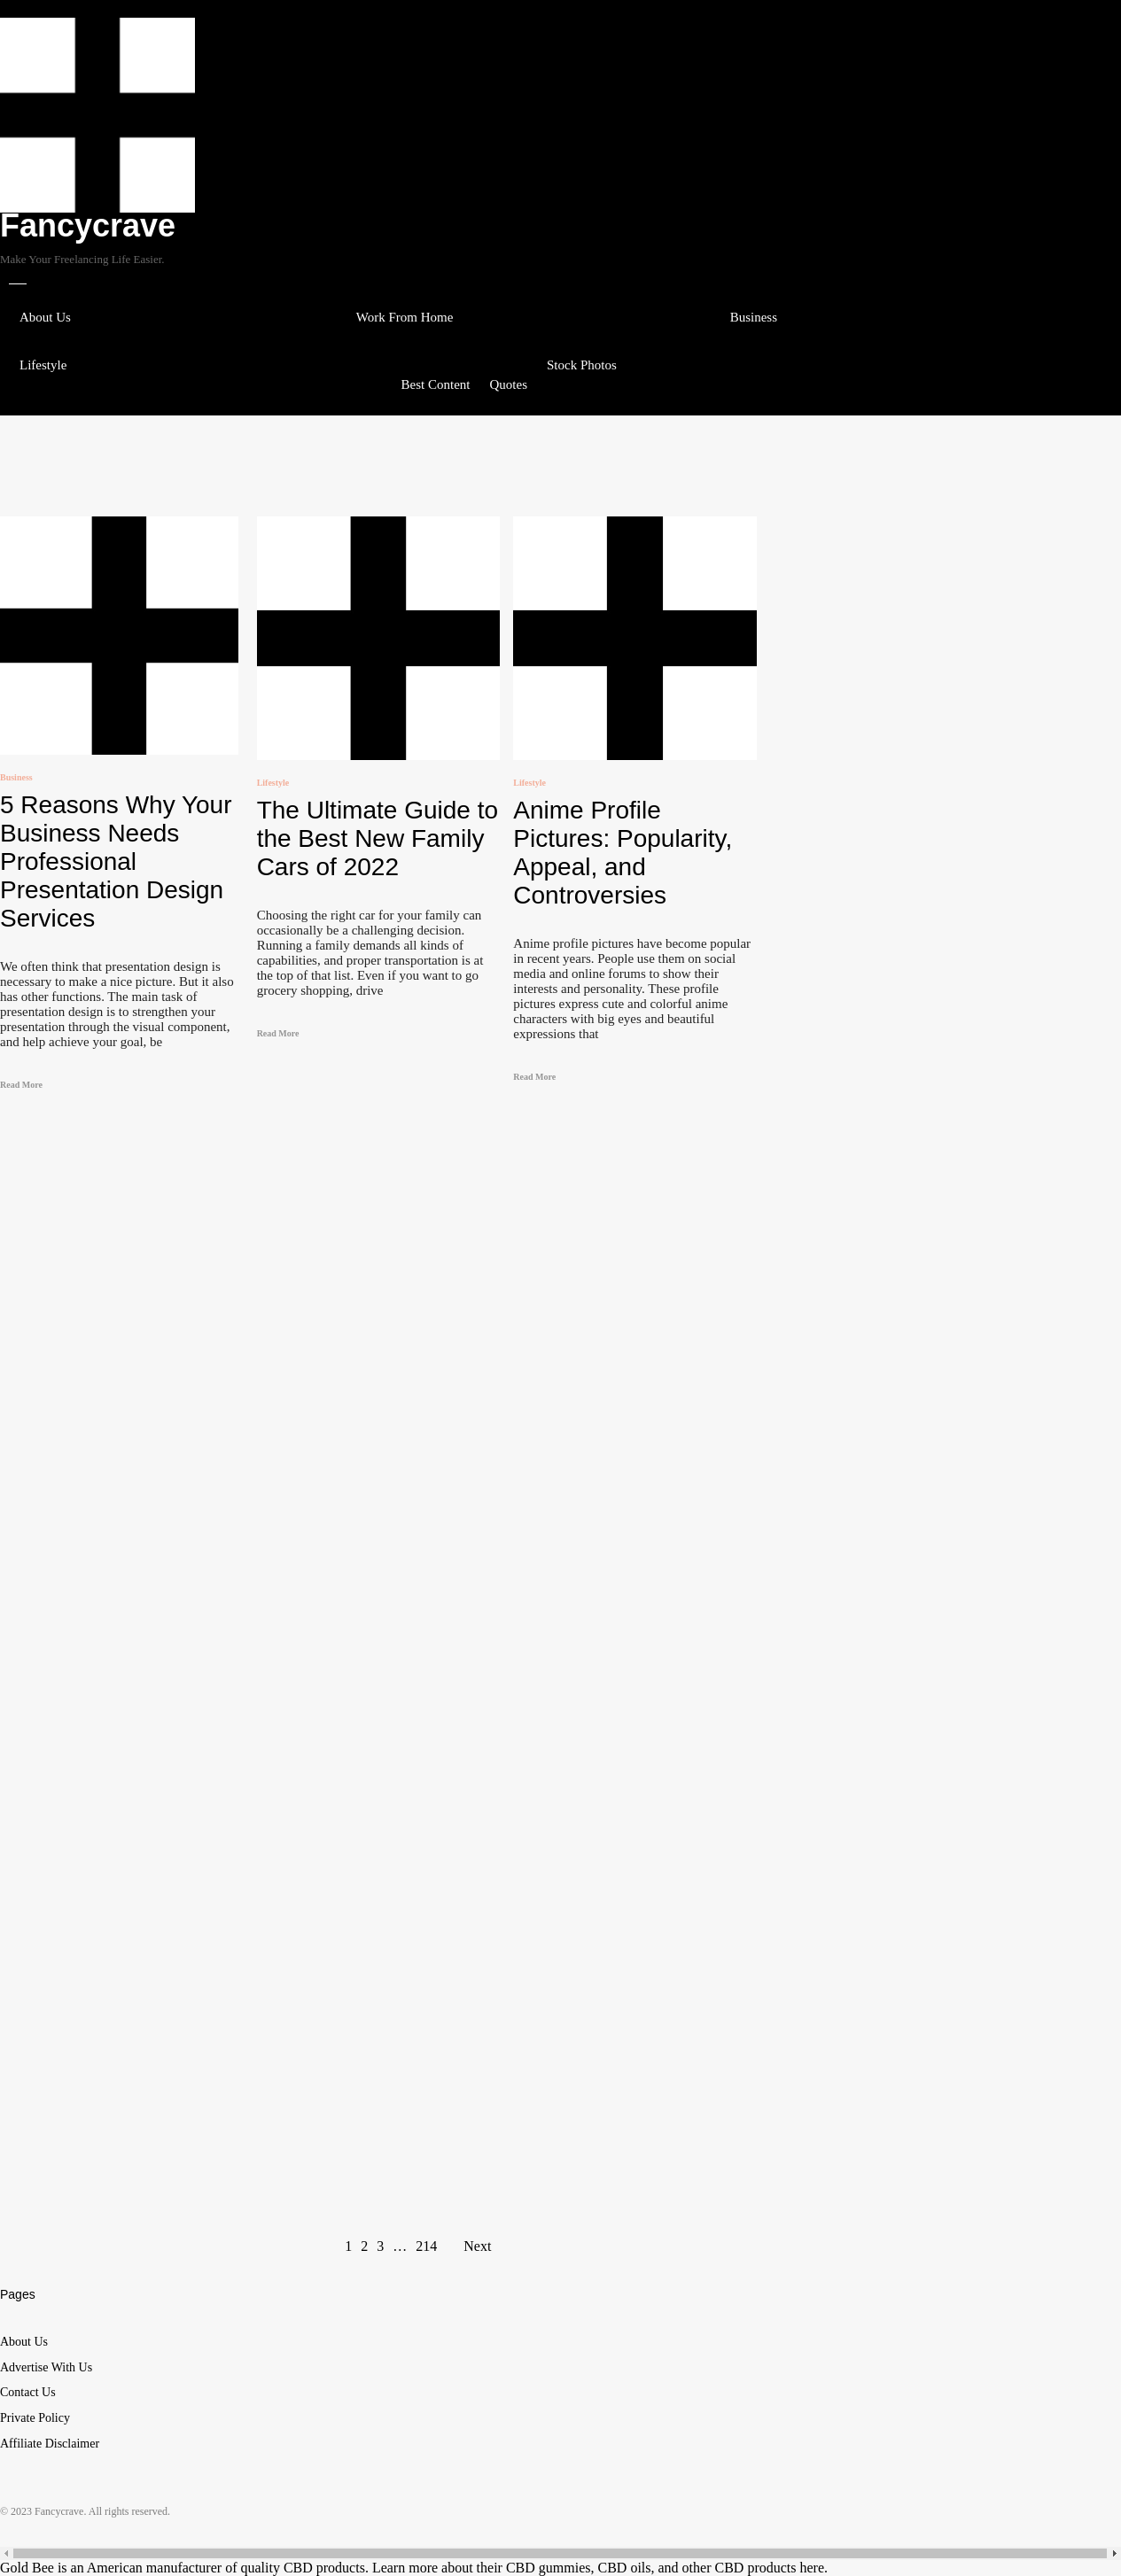 Fancycrave
Make Your Freelancing Life Easier.
About Us
Work From Home
Business
Lifestyle
Stock Photos
Best Content
Quotes
Business
5 Reasons Why Your
Business Needs
Professional
Presentation Design
Services
We often think that presentation design is
necessary to make a nice picture. But it also
has other functions. The main task of
presentation design is to strengthen your
presentation through the visual component,
and help achieve your goal, be
Read More
Lifestyle
The Ultimate Guide to
the Best New Family
Cars of 2022
Choosing the right car for your family can
occasionally be a challenging decision.
Running a family demands all kinds of
capabilities, and proper transportation is at
the top of that list. Even if you want to go
grocery shopping, drive
Read More
Lifestyle
Anime Profile
Pictures: Popularity,
Appeal, and
Controversies
Anime profile pictures have become popular
in recent years. People use them on social
media and online forums to show their
interests and personality. These profile
pictures express cute and colorful anime
characters with big eyes and beautiful
expressions that
Read More
1 2 3 … 214 Next
Pages
About Us
Advertise With Us
Contact Us
Private Policy
Affiliate Disclaimer
© 2023 Fancycrave. All rights reserved.
Gold Bee is an American manufacturer of quality CBD products. Learn more about their CBD gummies, CBD oils, and other CBD products here.